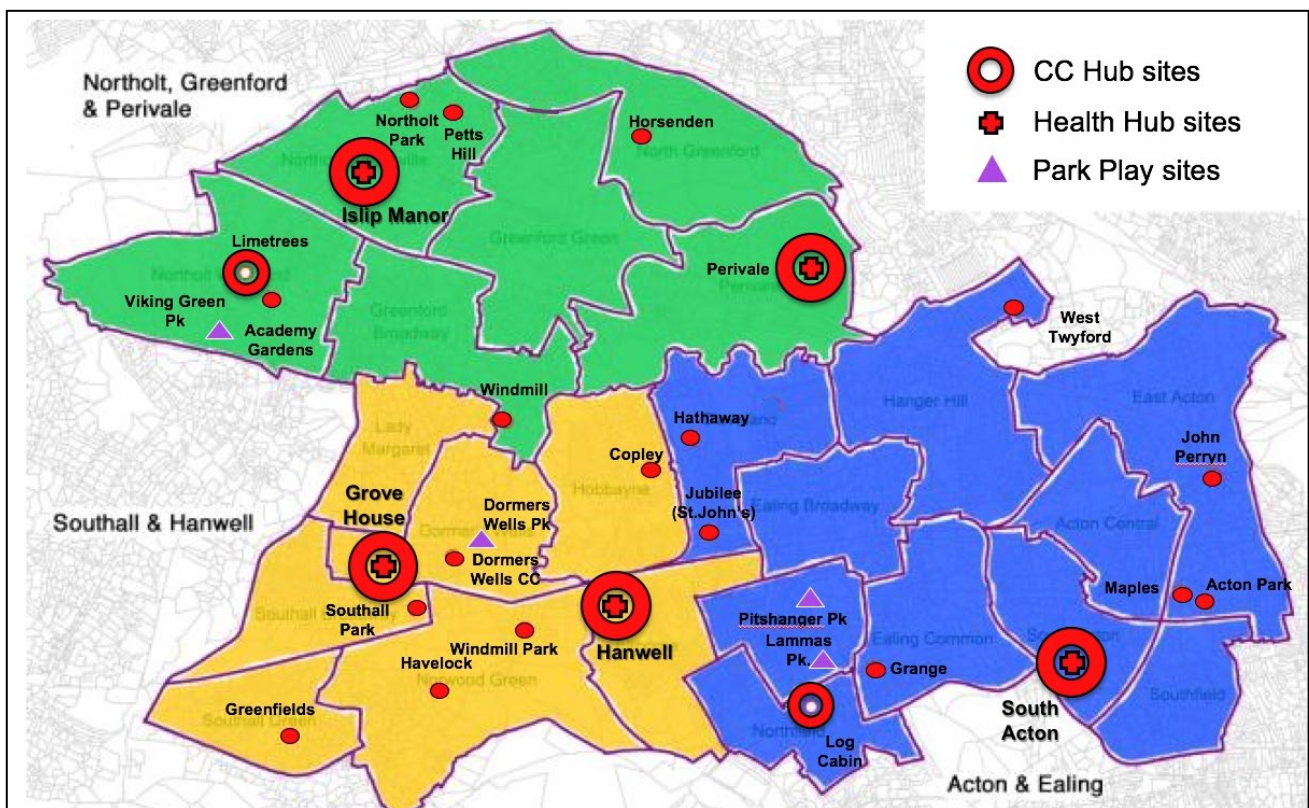 Northolt, Greenford
& Perivale
CC Hub sites
Health Hub sites
Park Play sites
Northolt
Park
Petts
Hill
Horsenden
North Greenford
Islip Manor
Greenford Green
Limetrees
Perivale
Viking Green
Pk
Academy
Gardens
Greenford
Broadway
West
Twyford
Windmill
Lady
Margaret
Hathaway
Hanger Hill
East Acton
Copley
Hobbayne
John
Perryn
Grove
House
Southall & Hanwell
Dormers
Wells Pk
Jubilee
(St.John's)
Ealing Broadway
Acton Central
Dormers
Wells CC
Southall
Park
Maples
Acton Park
Pitshanger Pk
Lammas
Pk.
Windmill Park
Hanwell
Ealing Common
Grange
Havelock
Norwood Green
Greenfields
Southall Green
Southfield
South
Acton
Northfield
Log
Cabin
Acton & Ealing